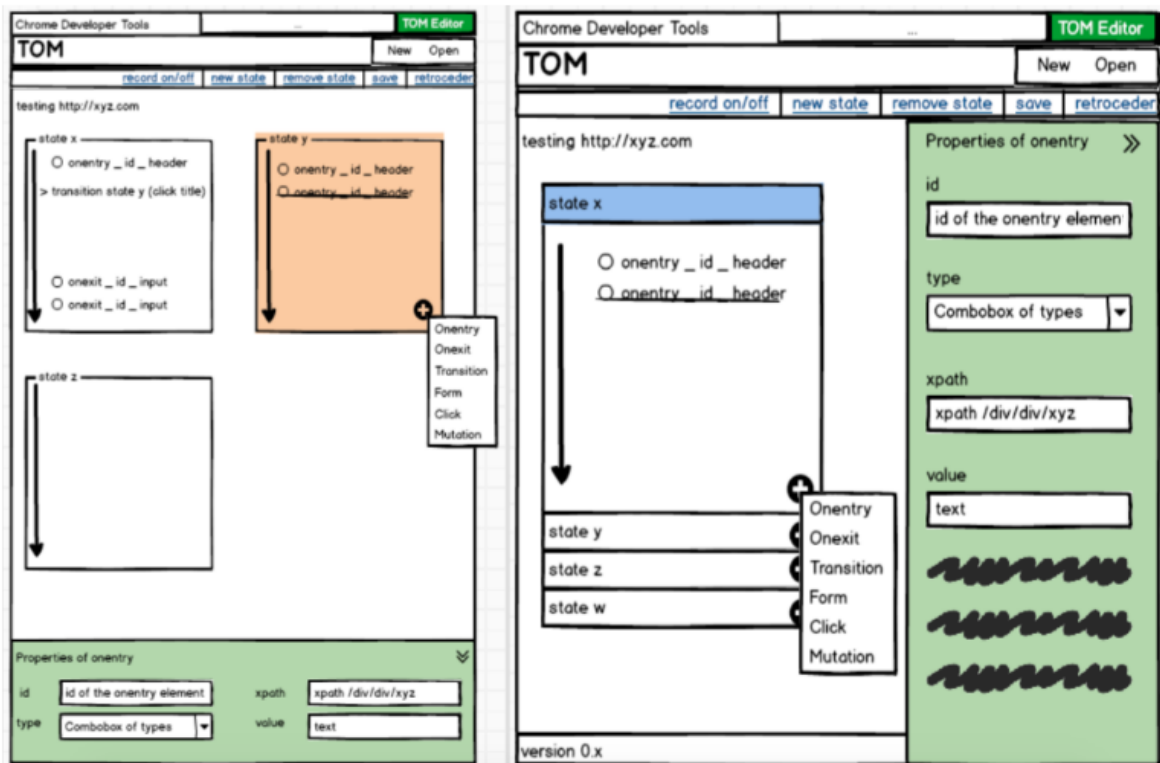 Chrome Developer Tools ... TOM Editor
TOM New Open
record on/off new state remove state save retroceder
testing http://xyz.com
state x
onentry _ id _ header
> transition state y (click title)
onexit _ id _ input
onexit _ id _ input
state y
onentry _ id _ header
onentry _ id _ header
Onentry
Onexit
Transition
Form
Click
Mutation
state z
Properties of onentry
id id of the onentry element xpath xpath /div/div/xyz
type Combobox of types value text
Chrome Developer Tools ... TOM Editor
TOM New Open
record on/off new state remove state save retroceder
testing http://xyz.com
state x
onentry _ id _ header
onentry _ id _ header
Onentry
Onexit
Transition
Form
Click
Mutation
state y
state z
state w
version 0.x
Properties of onentry
id
id of the onentry elemen
type
Combobox of types
xpath
xpath /div/div/xyz
value
text